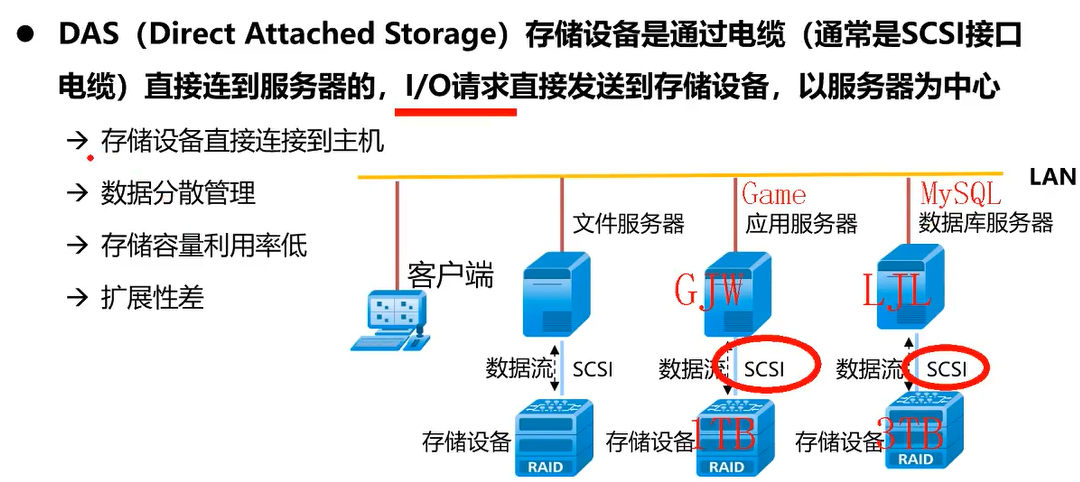 ● DAS（Direct Attached Storage）存储设备是通过电缆（通常是SCSI接口
电缆）直接连到服务器的，I/O请求直接发送到存储设备，以服务器为中心
→ 存储设备直接连接到主机
→ 数据分散管理
→ 存储容量利用率低
→ 扩展性差
LAN
Game
MySQL
文件服务器
应用服务器
数据库服务器
客户端
GJW
LJL
数据流
SCSI
数据流
SCSI
数据流
SCSI
存储设备
存储设备
1TB
存储设备
3TB
RAID
RAID
RAID